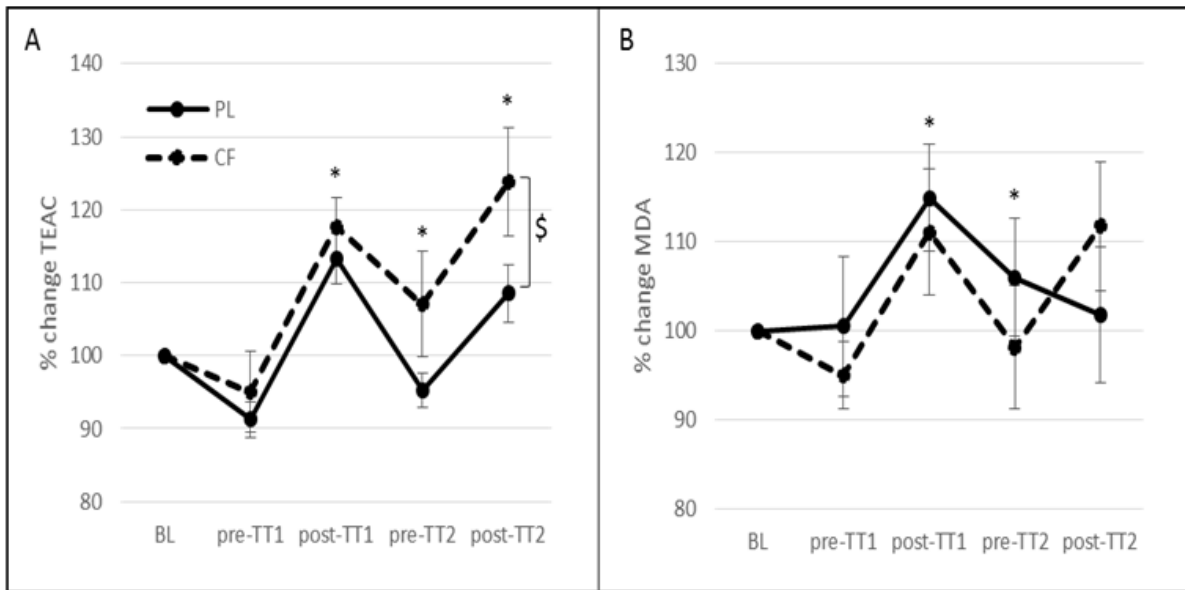 A
% change TEAC
140
130
120
110
100
90
80
PL
CF
*
*
*
$
BL
pre-TT1
post-TT1
pre-TT2
post-TT2
B
% change MDA
130
120
110
100
90
80
*
*
BL
pre-TT1
post-TT1
pre-TT2
post-TT2